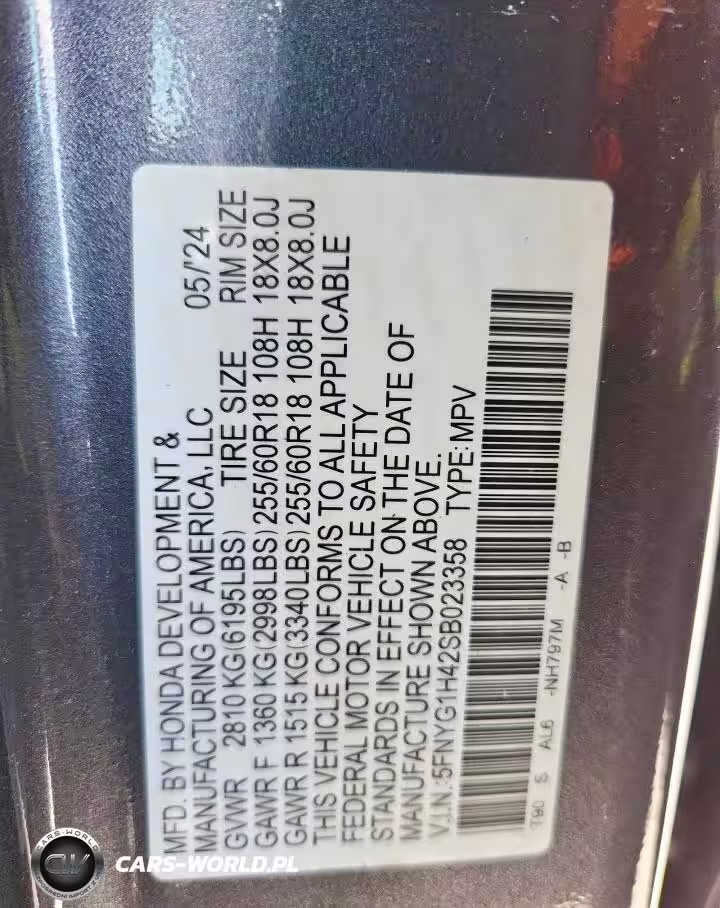 MFD. BY HONDA DEVELOPMENT &
MANUFACTURING OF AMERICA, LLC 05/'24
GVWR 2810 KG(6195LBS) TIRE SIZE RIM SIZE
GAWR F 1360 KG(2998LBS) 255/60R18 108H 18X8.0J
GAWR R 1515 KG(3340LBS) 255/60R18 108H 18X8.0J
THIS VEHICLE CONFORMS TO ALL APPLICABLE
FEDERAL MOTOR VEHICLE SAFETY
STANDARDS IN EFFECT ON THE DATE OF
MANUFACTURE SHOWN ABOVE.
V.I.N.:5FNYG1H42SB023358 TYPE:MPV
T90 S AL6 -NH797M -A -B
CARS-WORLD
CW
CARS-WORLD.PL